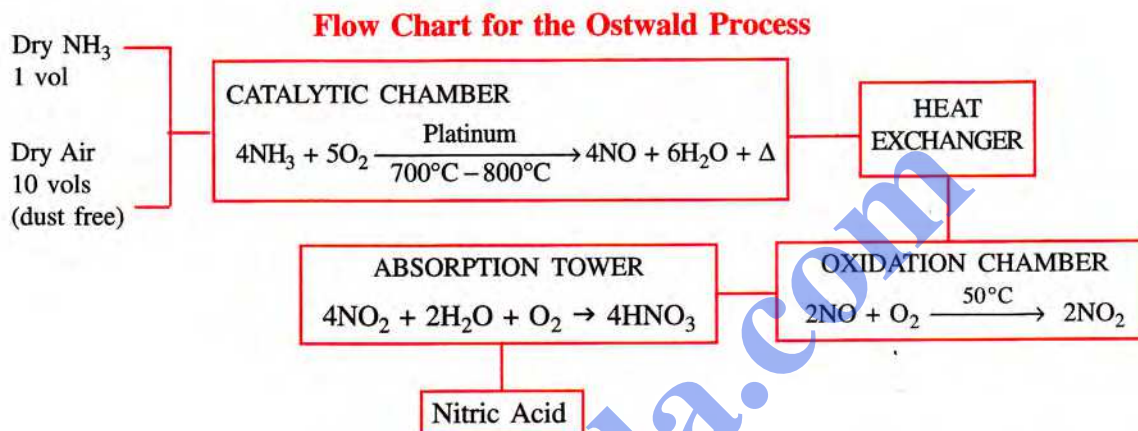 Flow Chart for the Ostwald Process
Dry NH₃
1 vol
Dry Air
10 vols
(dust free)
CATALYTIC CHAMBER
4NH₃ + 5O₂ Platinum 700°C – 800°C → 4NO + 6H₂O + Δ
HEAT
EXCHANGER
OXIDATION CHAMBER
2NO + O₂ 50°C → 2NO₂
ABSORPTION TOWER
4NO₂ + 2H₂O + O₂ → 4HNO₃
Nitric Acid
da.com